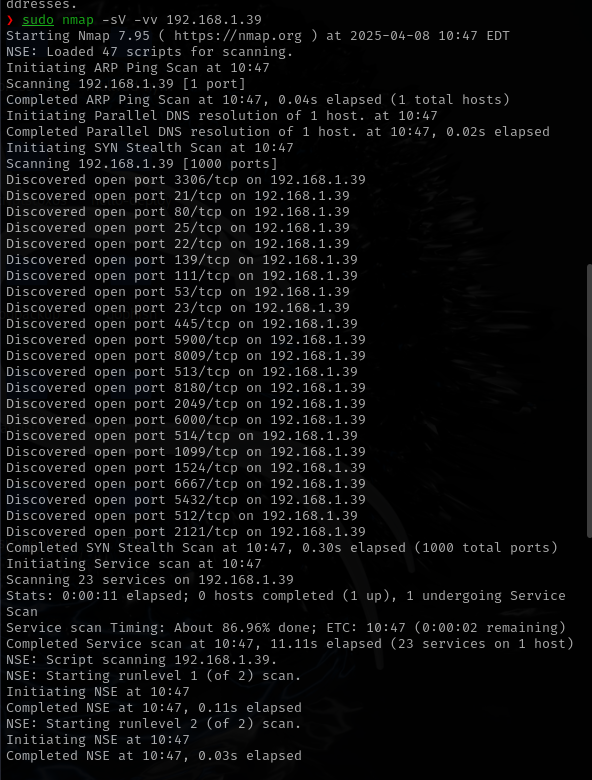 ddresses.
❯ sudo nmap -sV -vv 192.168.1.39
Starting Nmap 7.95 ( https://nmap.org ) at 2025-04-08 10:47 EDT
NSE: Loaded 47 scripts for scanning.
Initiating ARP Ping Scan at 10:47
Scanning 192.168.1.39 [1 port]
Completed ARP Ping Scan at 10:47, 0.04s elapsed (1 total hosts)
Initiating Parallel DNS resolution of 1 host. at 10:47
Completed Parallel DNS resolution of 1 host. at 10:47, 0.02s elapsed
Initiating SYN Stealth Scan at 10:47
Scanning 192.168.1.39 [1000 ports]
Discovered open port 3306/tcp on 192.168.1.39
Discovered open port 21/tcp on 192.168.1.39
Discovered open port 80/tcp on 192.168.1.39
Discovered open port 25/tcp on 192.168.1.39
Discovered open port 22/tcp on 192.168.1.39
Discovered open port 139/tcp on 192.168.1.39
Discovered open port 111/tcp on 192.168.1.39
Discovered open port 53/tcp on 192.168.1.39
Discovered open port 23/tcp on 192.168.1.39
Discovered open port 445/tcp on 192.168.1.39
Discovered open port 5900/tcp on 192.168.1.39
Discovered open port 8009/tcp on 192.168.1.39
Discovered open port 513/tcp on 192.168.1.39
Discovered open port 8180/tcp on 192.168.1.39
Discovered open port 2049/tcp on 192.168.1.39
Discovered open port 6000/tcp on 192.168.1.39
Discovered open port 514/tcp on 192.168.1.39
Discovered open port 1099/tcp on 192.168.1.39
Discovered open port 1524/tcp on 192.168.1.39
Discovered open port 6667/tcp on 192.168.1.39
Discovered open port 5432/tcp on 192.168.1.39
Discovered open port 512/tcp on 192.168.1.39
Discovered open port 2121/tcp on 192.168.1.39
Completed SYN Stealth Scan at 10:47, 0.30s elapsed (1000 total ports)
Initiating Service scan at 10:47
Scanning 23 services on 192.168.1.39
Stats: 0:00:11 elapsed; 0 hosts completed (1 up), 1 undergoing Service
Scan
Service scan Timing: About 86.96% done; ETC: 10:47 (0:00:02 remaining)
Completed Service scan at 10:47, 11.11s elapsed (23 services on 1 host)
NSE: Script scanning 192.168.1.39.
NSE: Starting runlevel 1 (of 2) scan.
Initiating NSE at 10:47
Completed NSE at 10:47, 0.11s elapsed
NSE: Starting runlevel 2 (of 2) scan.
Initiating NSE at 10:47
Completed NSE at 10:47, 0.03s elapsed